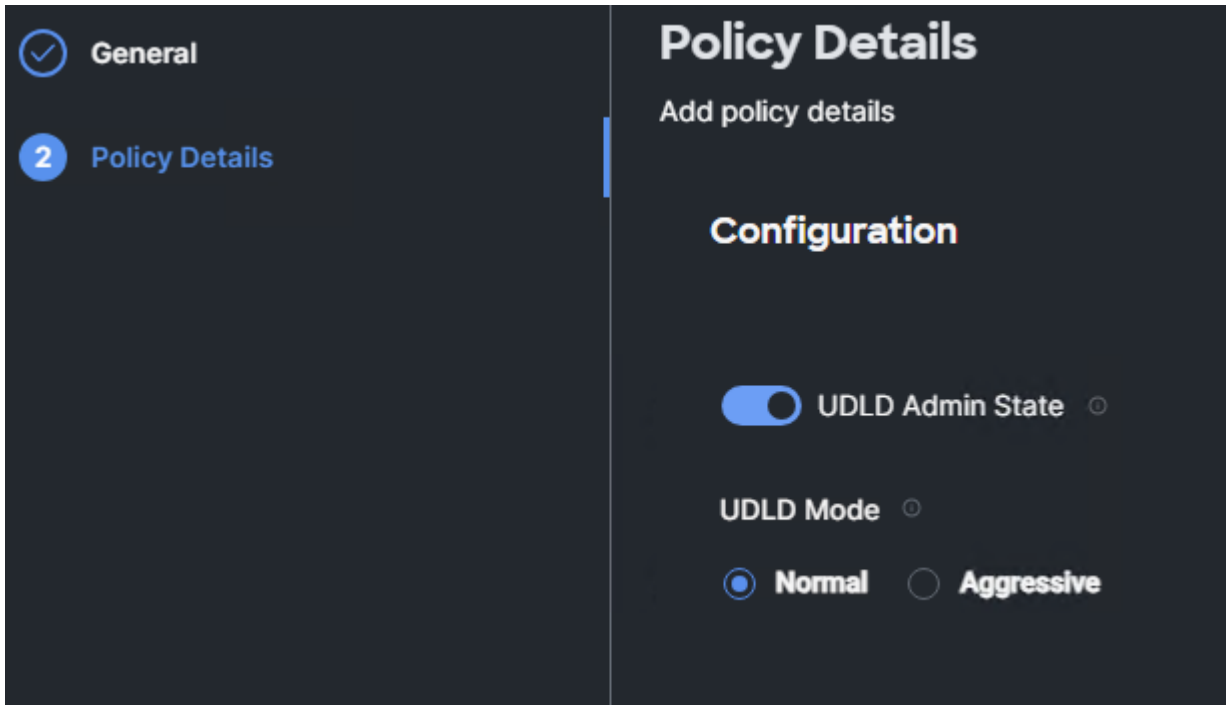 General
2 Policy Details
Policy Details
Add policy details
Configuration
UDLD Admin State
UDLD Mode
Normal Aggressive